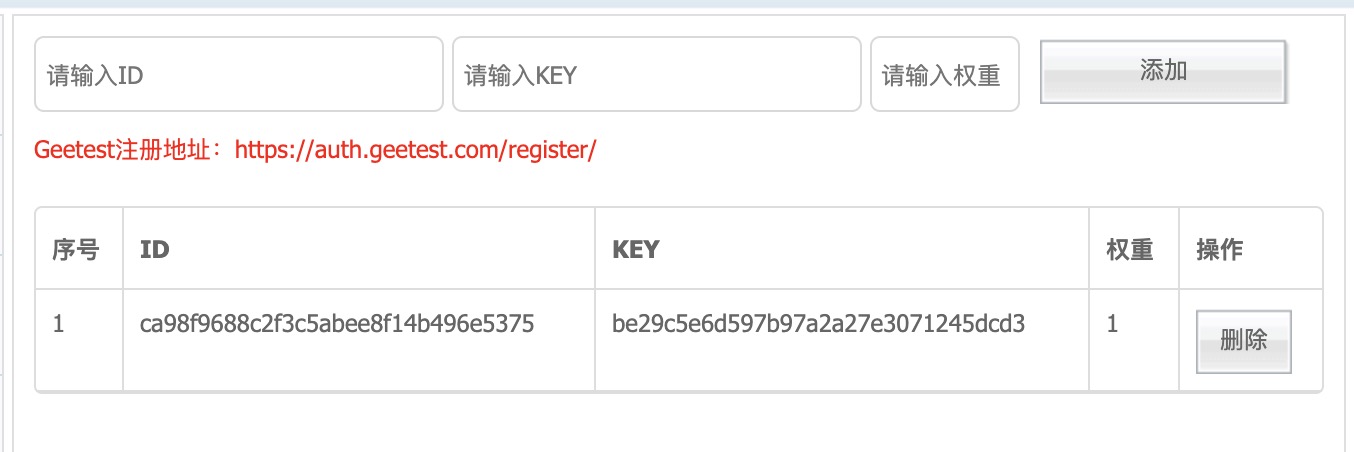 请输入ID 请输入KEY 请输入权重 添加
Geetest注册地址：https://auth.geetest.com/register/
序号 ID KEY 权重 操作
1 ca98f9688c2f3c5abee8f14b496e5375 be29c5e6d597b97a2a27e3071245dcd3 1 删除